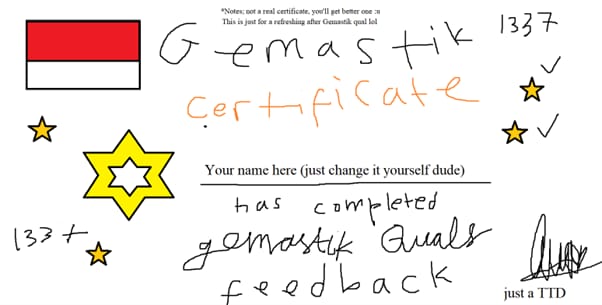 *Notes; not a real certificate, you'll get better one :u
This is just for a refreshing after Gemastik qual lol
Gemastik
1337
certificate
Your name here (just change it yourself dude)
has completed
1337
gemastik Quals
feedback
just a TTD